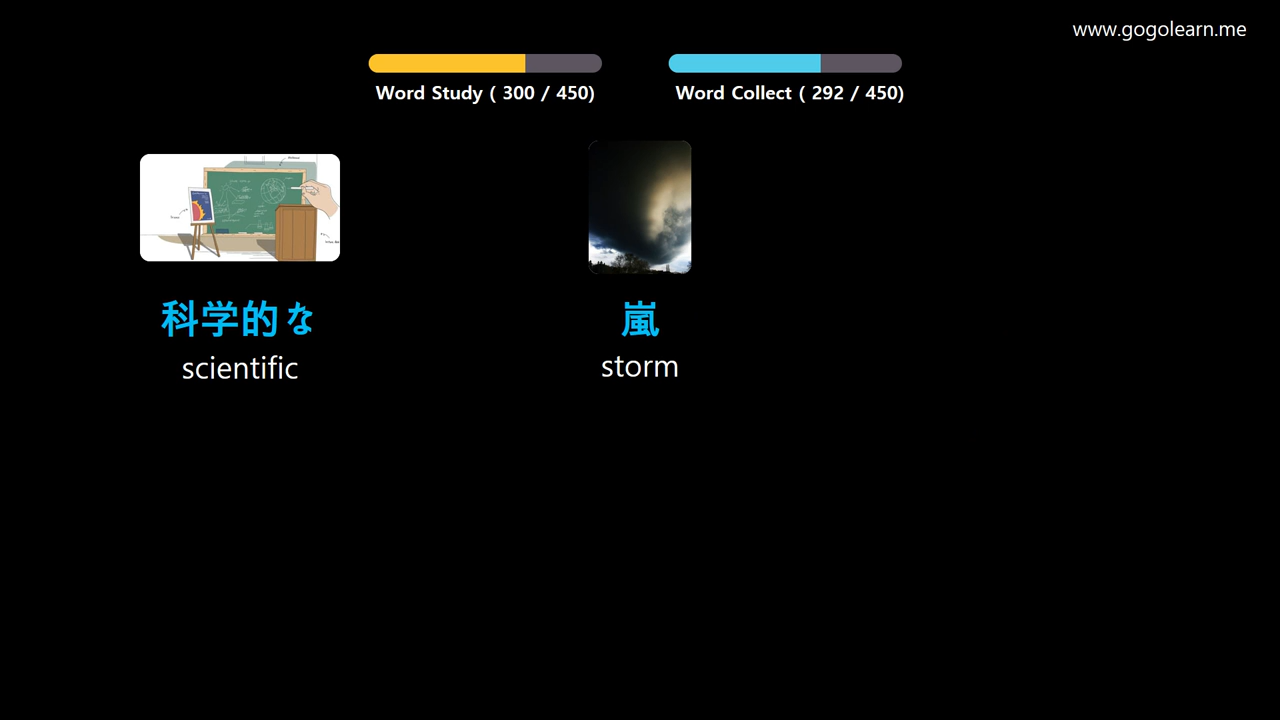 www.gogolearn.me
Word Study ( 300 / 450)
Word Collect ( 292 / 450)
科学的な
scientific
嵐
storm